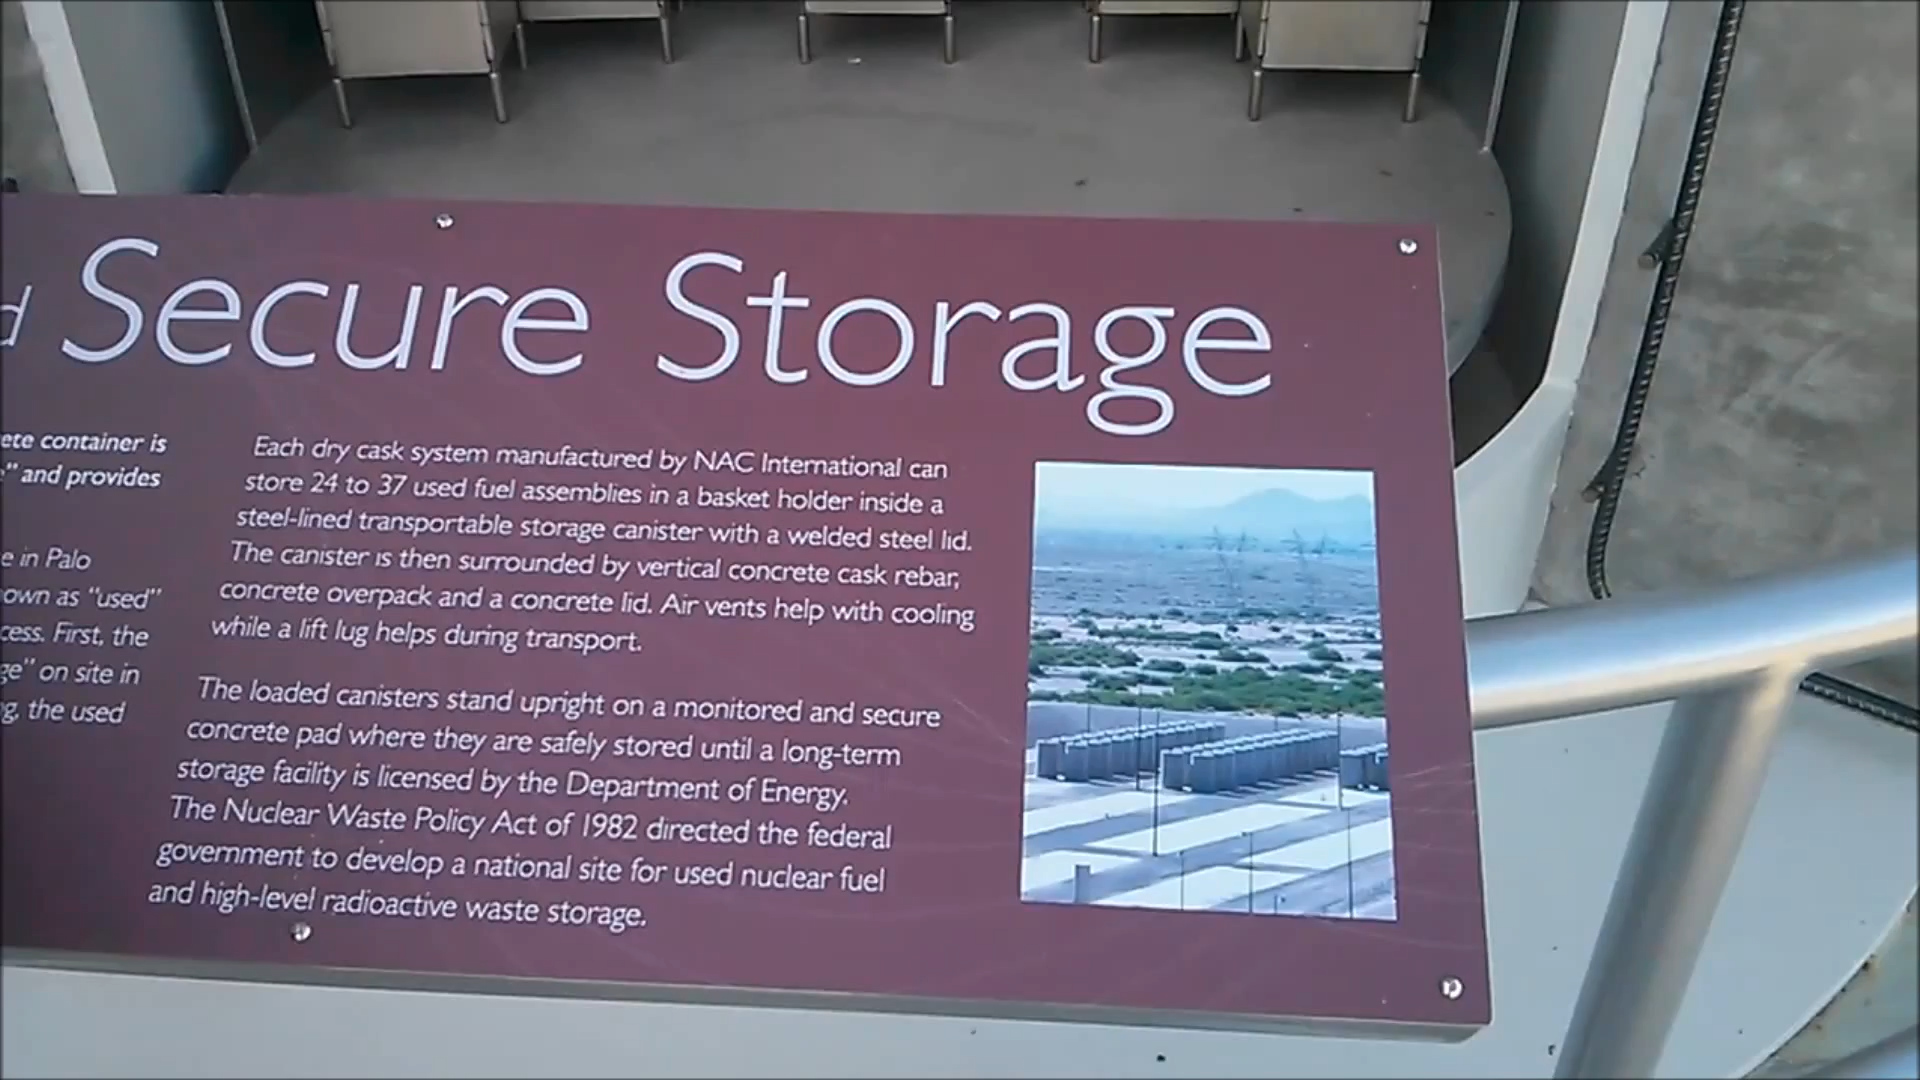 d Secure Storage
ete container is
" and provides
e in Palo
own as "used"
cess. First, the
ge" on site in
g, the used
Each dry cask system manufactured by NAC International can
store 24 to 37 used fuel assemblies in a basket holder inside a
steel-lined transportable storage canister with a welded steel lid.
The canister is then surrounded by vertical concrete cask rebar,
concrete overpack and a concrete lid. Air vents help with cooling
while a lift lug helps during transport.
The loaded canisters stand upright on a monitored and secure
concrete pad where they are safely stored until a long-term
storage facility is licensed by the Department of Energy.
The Nuclear Waste Policy Act of 1982 directed the federal
government to develop a national site for used nuclear fuel
and high-level radioactive waste storage.